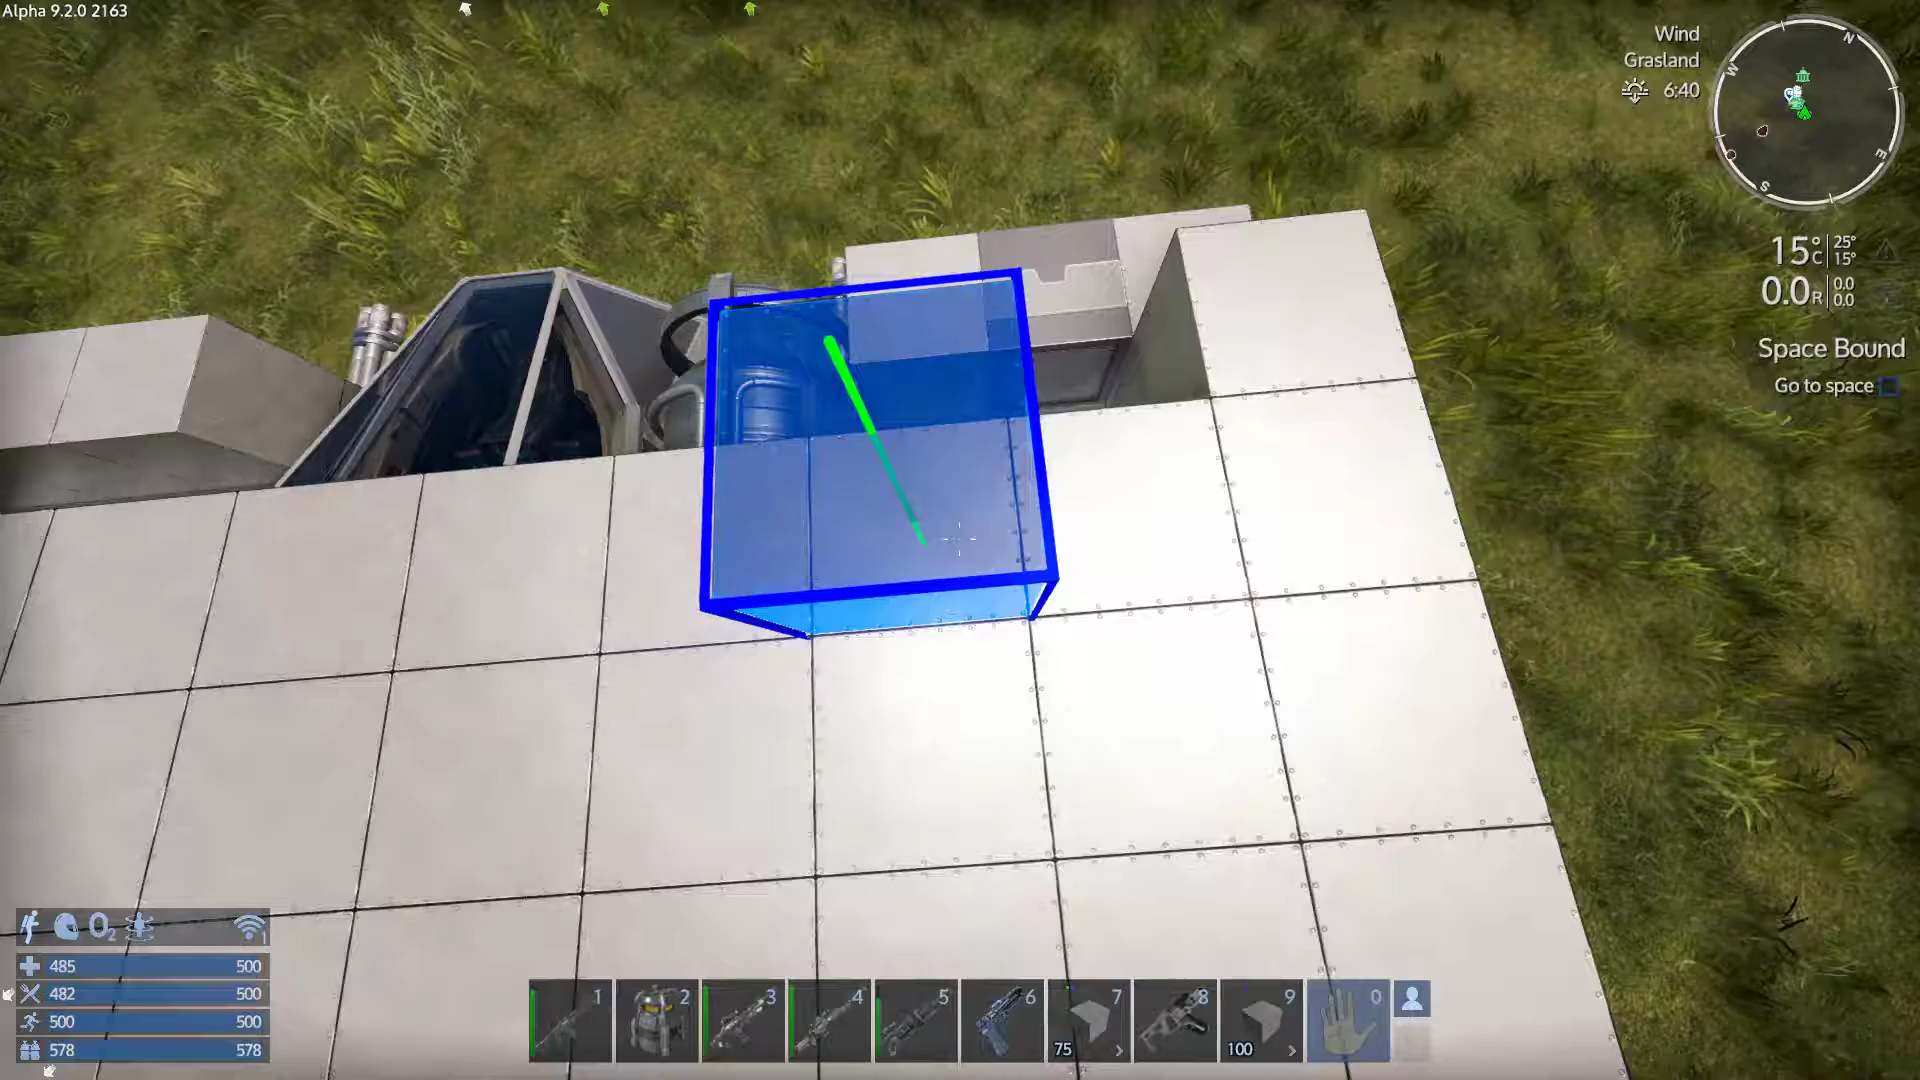 Alpha 9.2.0 2163
Wind
Grasland
6:40
N
W
E
S
15°C 25° 15°
0.0R 0.0 0.0
Space Bound
Go to space
O2
1
485 500
482 500
500 500
578 578
1 2 3 4 5 6 7 8 9 0
75 100